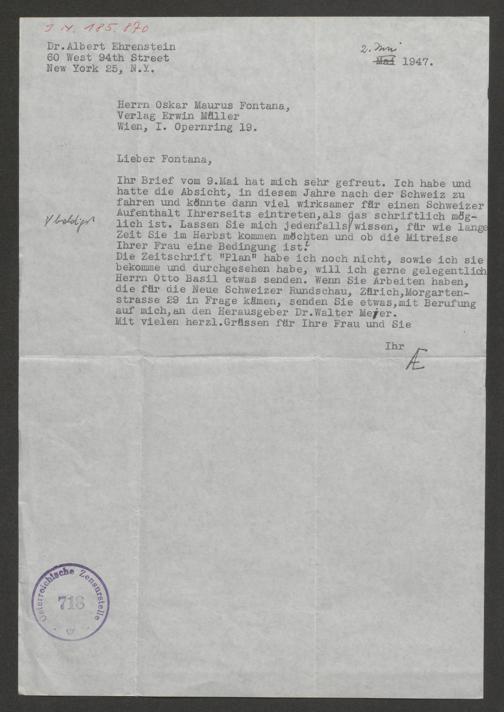 J.N. 185.870
Dr.Albert Ehrenstein
60 West 94th Street
New York 25, N.Y.
2. Juni
Mai 1947.
Herrn Oskar Maurus Fontana,
Verlag Erwin Müller
Wien, I. Opernring 19.
Lieber Fontana,
Ihr Brief vom 9.Mai hat mich sehr gefreut. Ich habe und
hatte die Absicht, in diesem Jahre nach der Schweiz zu
fahren und könnte dann viel wirksamer für einen Schweizer
Aufenthalt Ihrerseits eintreten,als das schriftlich mög-
lich ist. Lassen Sie mich jedenfalls wissen, für wie lange
Zeit Sie im Herbst kommen möchten und ob die Mitreise
Ihrer Frau eine Bedingung ist!
Die Zeitschrift "Plan" habe ich noch nicht, sowie ich sie
bekomme und durchgesehen habe, will ich gerne gelegentlich
Herrn Otto Basil etwas senden. Wenn Sie Arbeiten haben,
die für die Neue Schweizer Rundschau, Zürich,Morgarten-
strasse 29 in Frage kämen, senden Sie etwas,mit Berufung
auf mich,an den Herausgeber Dr.Walter Meier.
Mit vielen herzl.Grüssen für Ihre Frau und Sie
Ihr
AE
Österreichische Zensurstelle
718